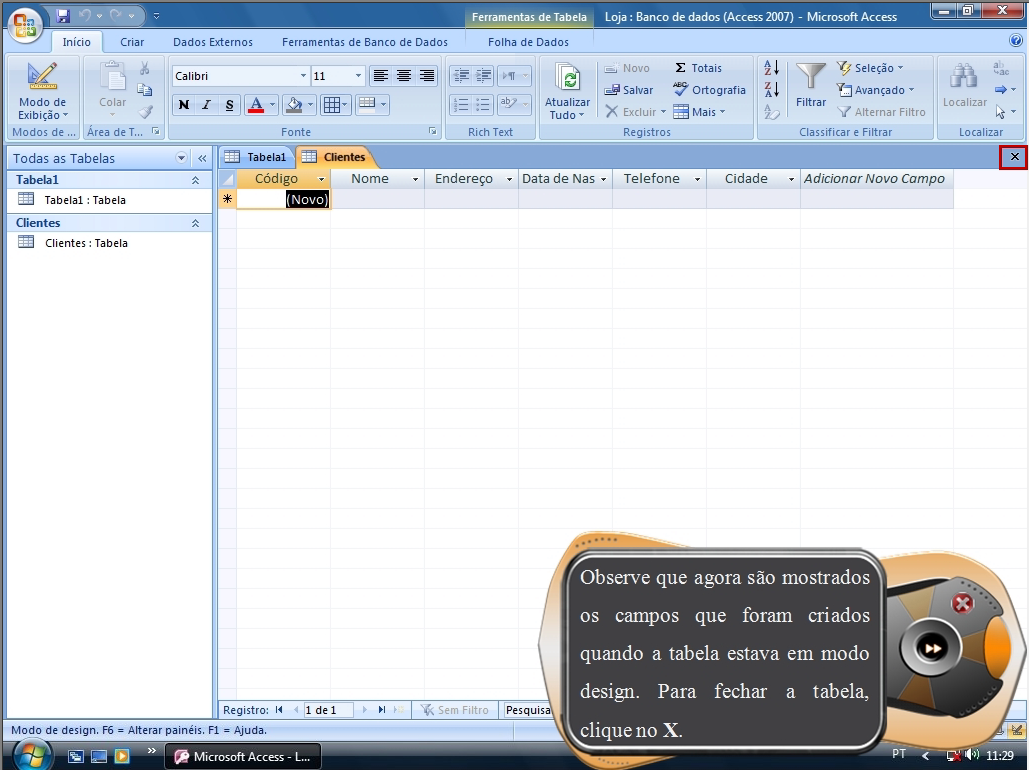 Ferramentas de Tabela
Loja : Banco de dados (Access 2007) - Microsoft Access
Início Criar Dados Externos Ferramentas de Banco de Dados Folha de Dados
Modo de
Exibição
Modos de ...
Colar
Área de T...
Calibri 11
N I S A
Fonte
Rich Text
Atualizar
Tudo
Novo
Salvar
Excluir
Σ Totais
Ortografia
Mais
Registros
Filtrar
Seleção
Avançado
Alternar Filtro
Classificar e Filtrar
Localizar
Localizar
Todas as Tabelas
Tabela1
Tabela1 : Tabela
Clientes
Clientes : Tabela
Tabela1 Clientes
Código Nome Endereço Data de Nas Telefone Cidade Adicionar Novo Campo
(Novo)
Observe que agora são mostrados
os campos que foram criados
quando a tabela estava em modo
design. Para fechar a tabela,
clique no X.
Registro: 1 de 1 Sem Filtro Pesquisa
Modo de design. F6 = Alterar painéis. F1 = Ajuda.
Microsoft Access - L...
PT
11:29